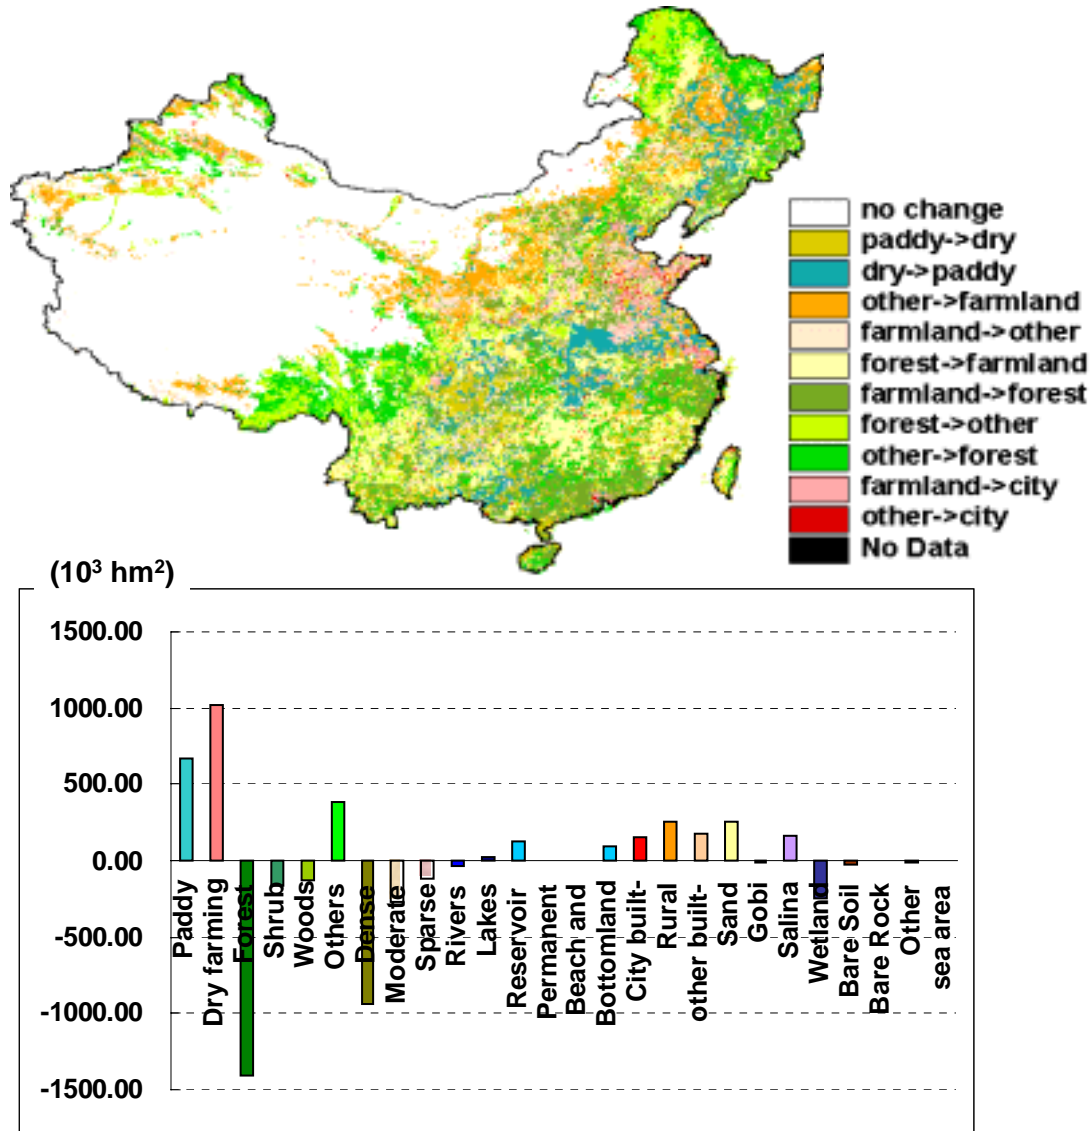 no change
paddy->dry
dry->paddy
other->farmland
farmland->other
forest->farmland
farmland->forest
forest->other
other->forest
farmland->city
other->city
No Data
(10³ hm²)
1500.00
1000.00
500.00
0.00
-500.00
-1000.00
-1500.00
Paddy
Dry farming
Forest
Shrub
Woods
Others
Dense
Moderate
Sparse
Rivers
Lakes
Reservoir
Permanent
Beach and
Bottomland
City built-
Rural
other built-
Sand
Gobi
Salina
Wetland
Bare Soil
Bare Rock
Other
sea area